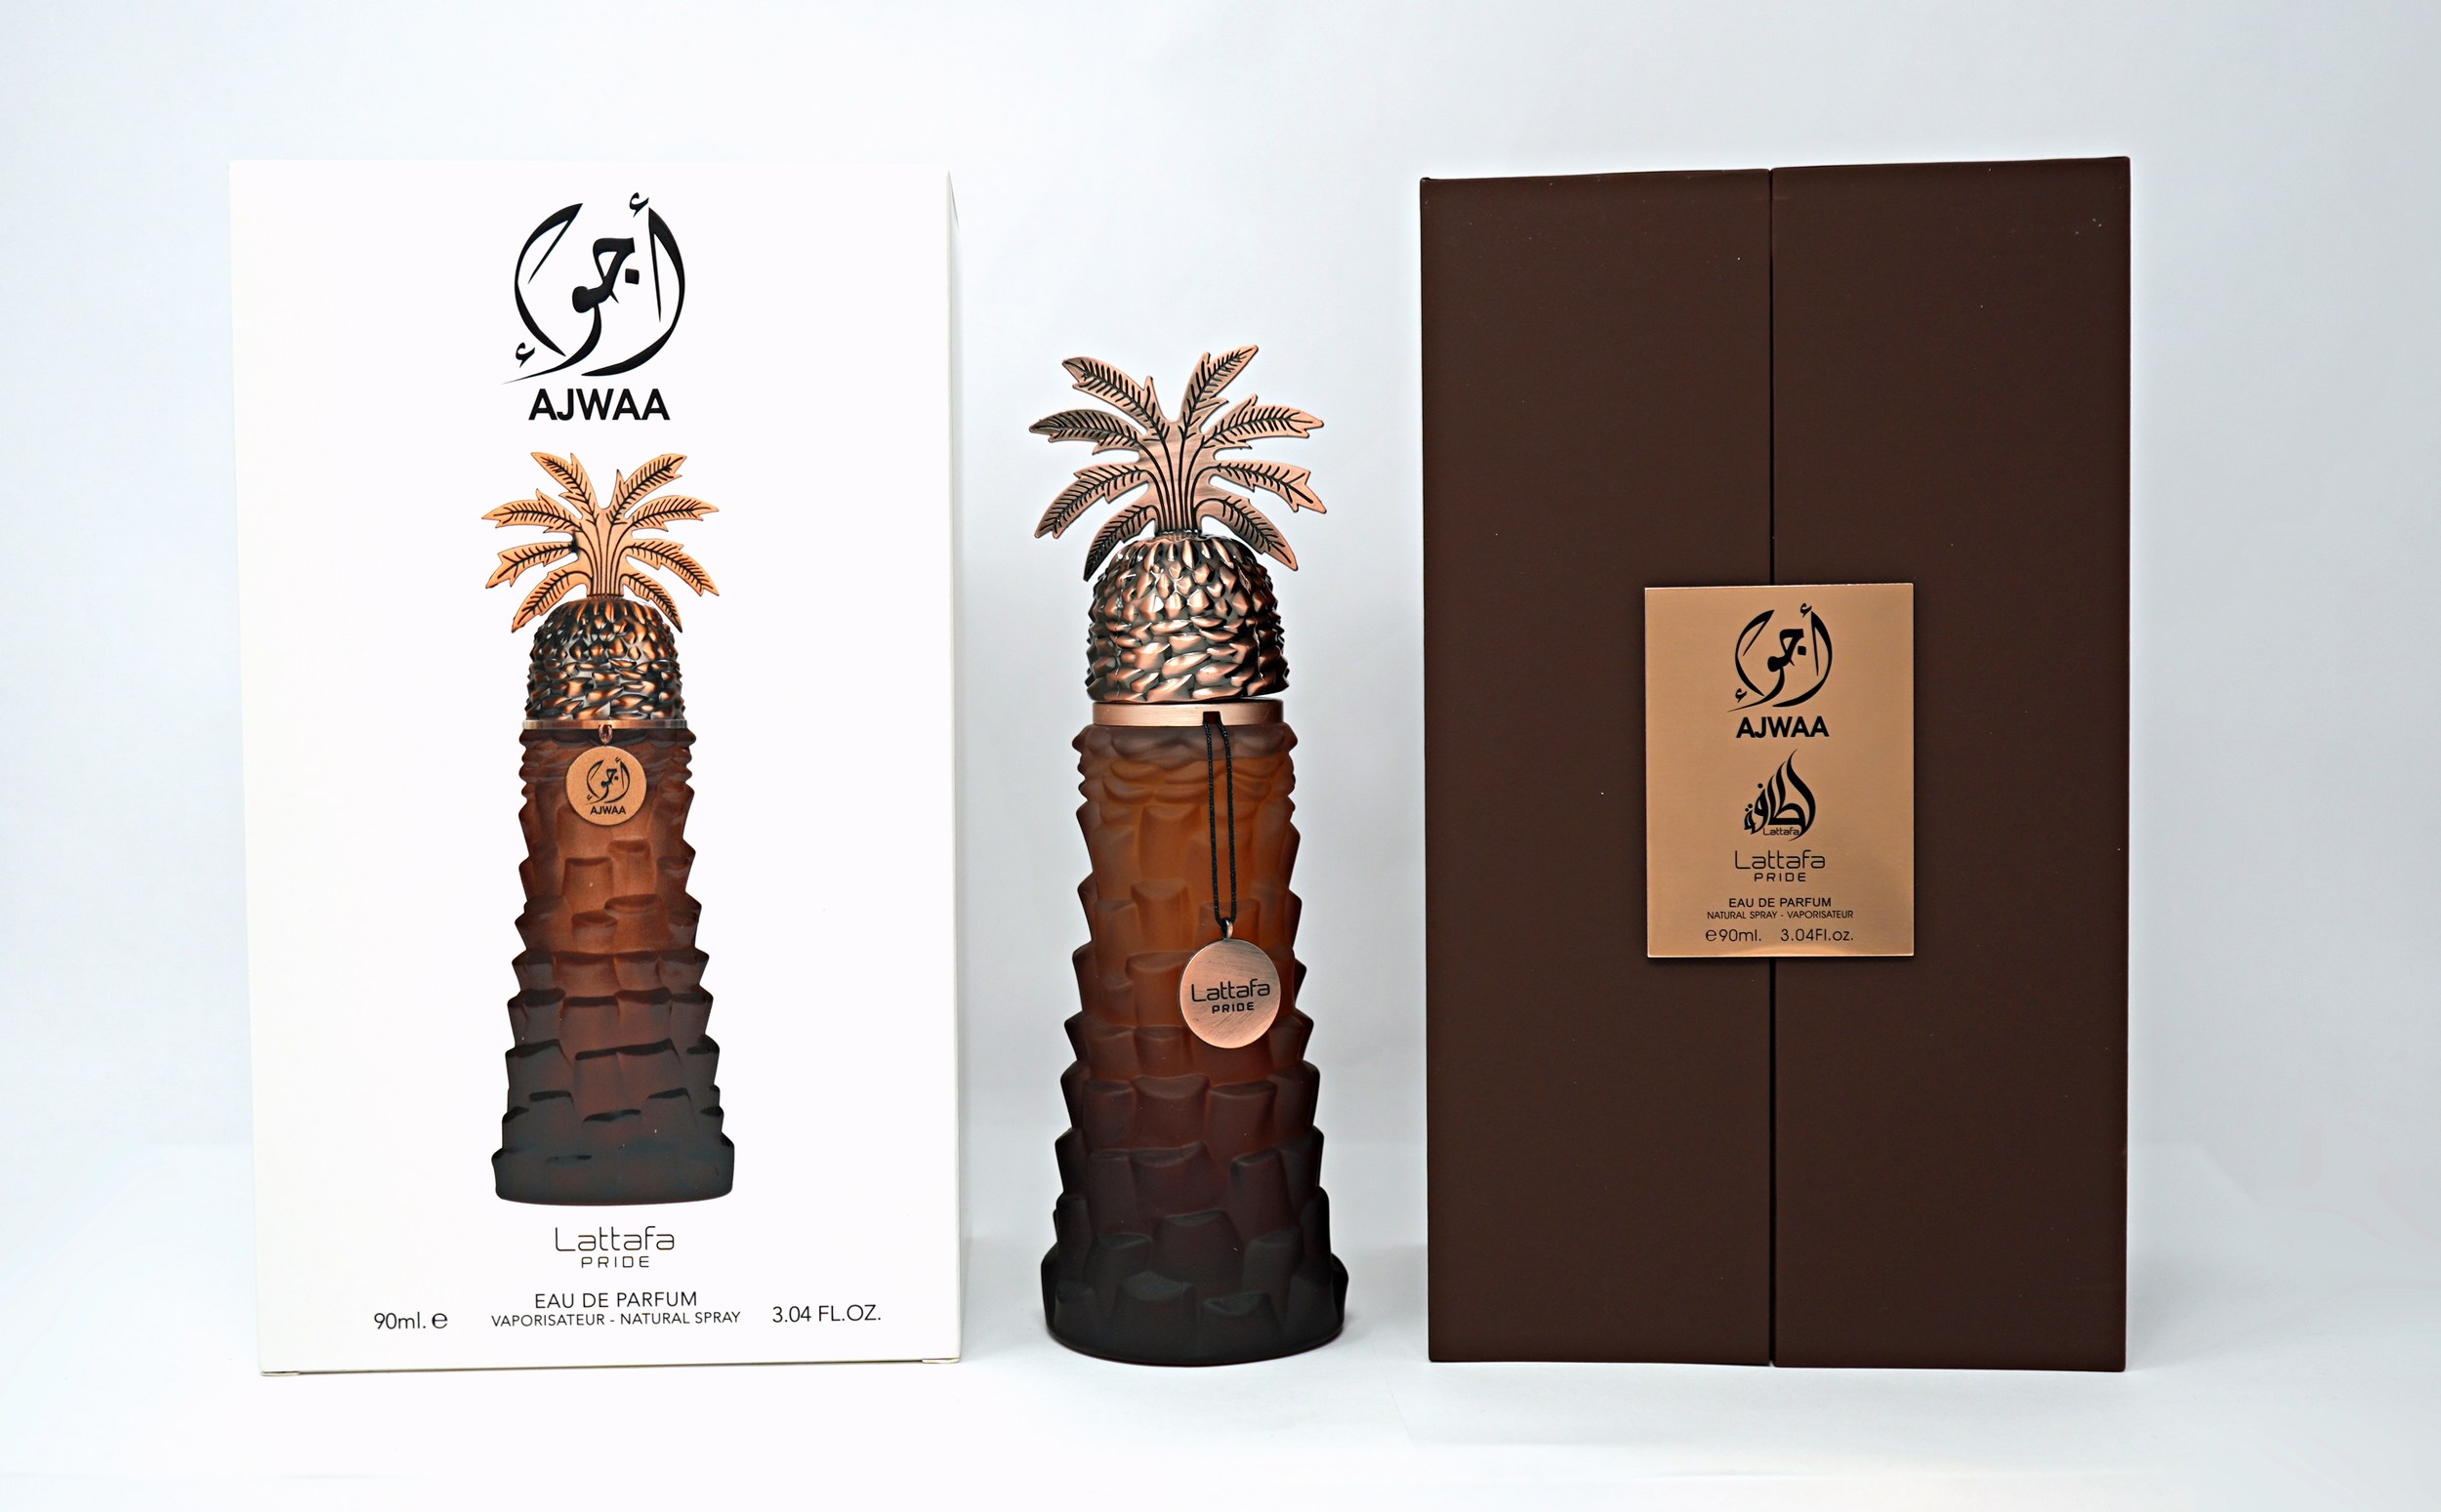 أجواء
AJWAA
أجواء
AJWAA
Lattafa
PRIDE
EAU DE PARFUM
90ml. e VAPORISATEUR - NATURAL SPRAY 3.04 FL.OZ.
Lattafa
PRIDE
أجواء
AJWAA
لطافة
Lattafa
Lattafa
PRIDE
EAU DE PARFUM
NATURAL SPRAY - VAPORISATEUR
e90ml. 3.04Fl.oz.